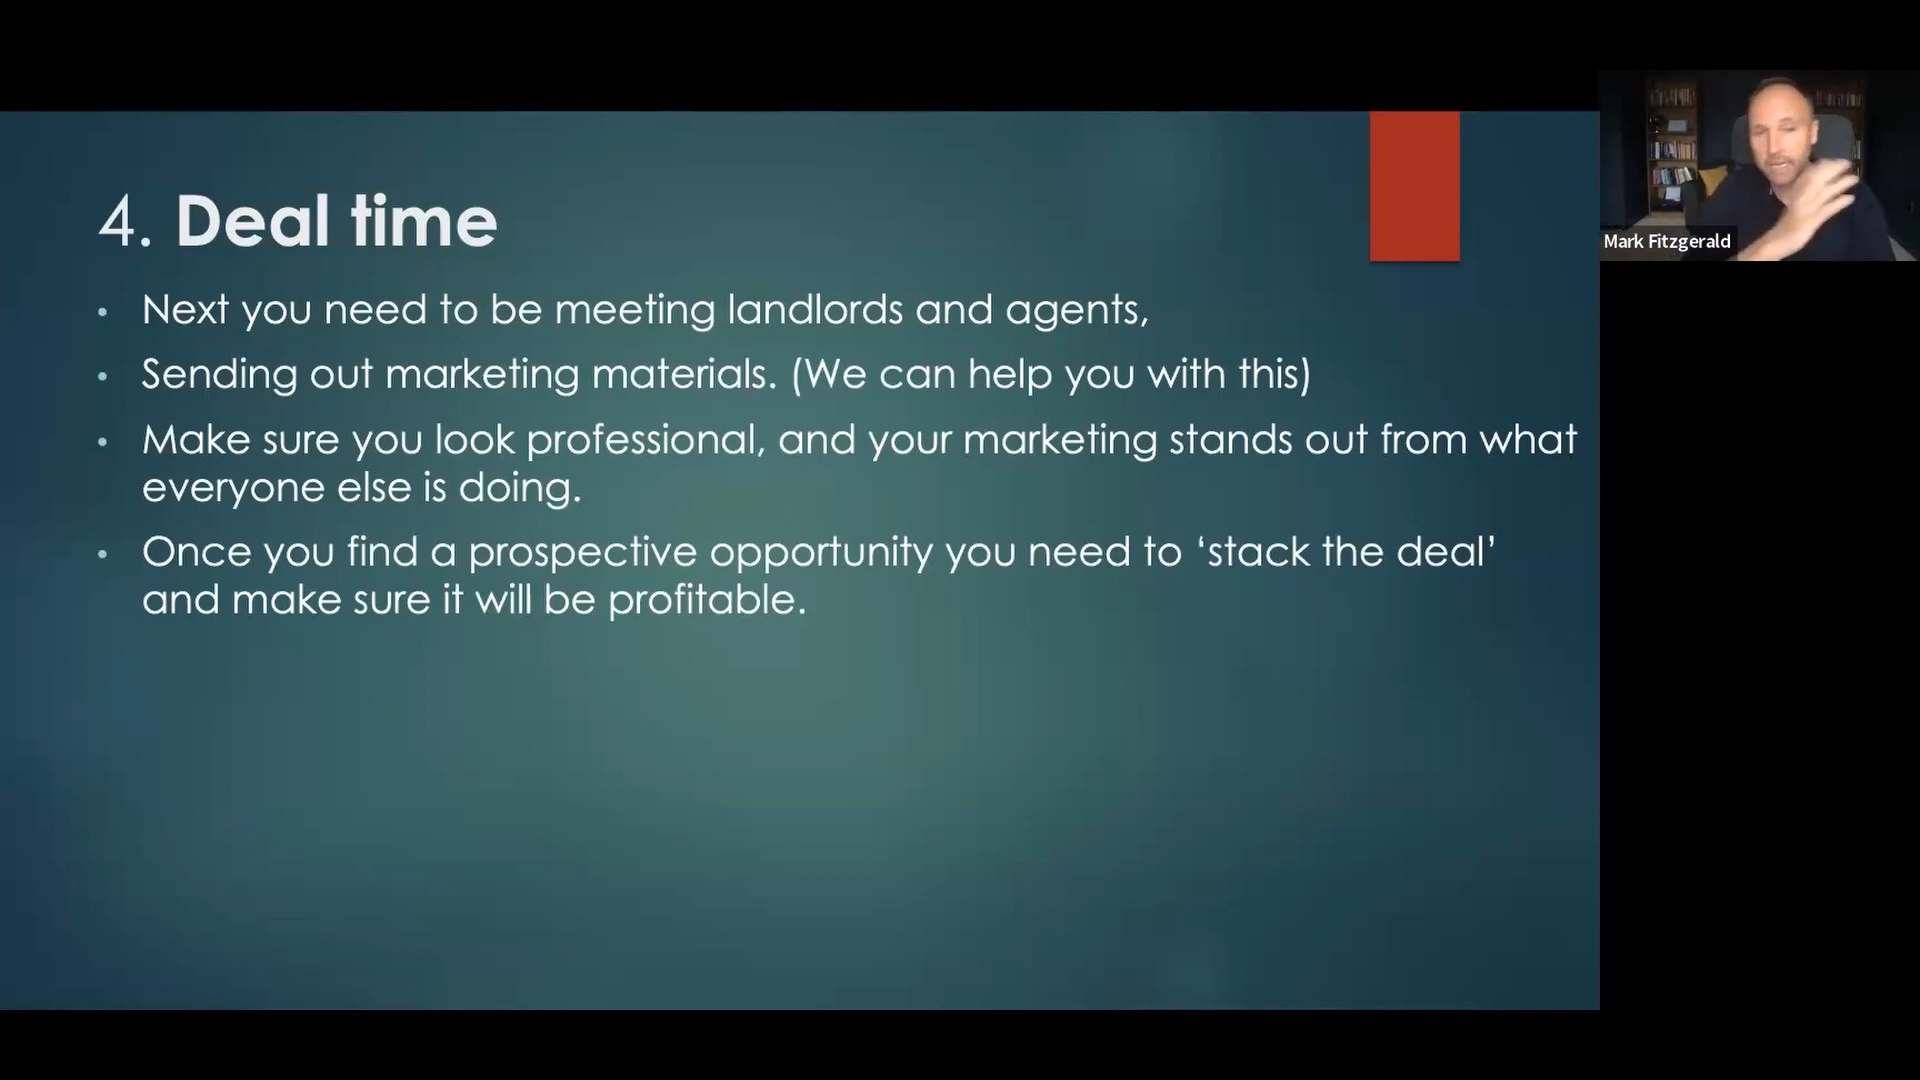 4. Deal time
• Next you need to be meeting landlords and agents,
• Sending out marketing materials. (We can help you with this)
• Make sure you look professional, and your marketing stands out from what
everyone else is doing.
• Once you find a prospective opportunity you need to ‘stack the deal’
and make sure it will be profitable.
Mark Fitzgerald